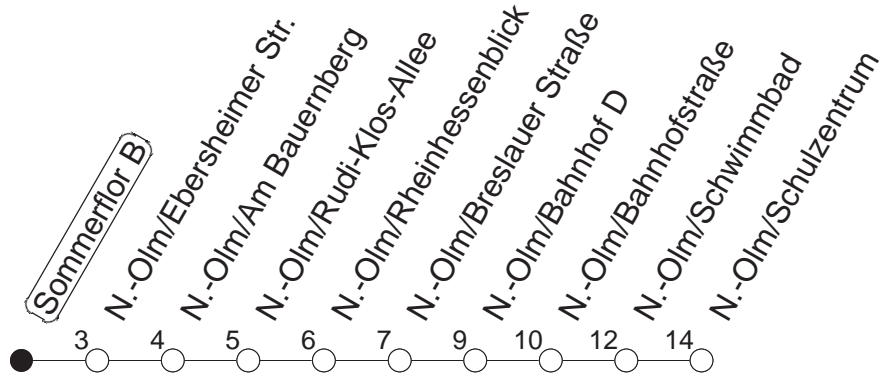 Sommerflor B
N.-Olm/Ebersheimer Str.
N.-Olm/Am Bauernberg
N.-Olm/Rudi-Klos-Allee
N.-Olm/Rheinhessenblick
N.-Olm/Breslauer Straße
N.-Olm/Bahnhof D
N.-Olm/Bahnhofstraße
N.-Olm/Schwimmbad
N.-Olm/Schulzentrum
3 4 5 6 7 9 10 12 14